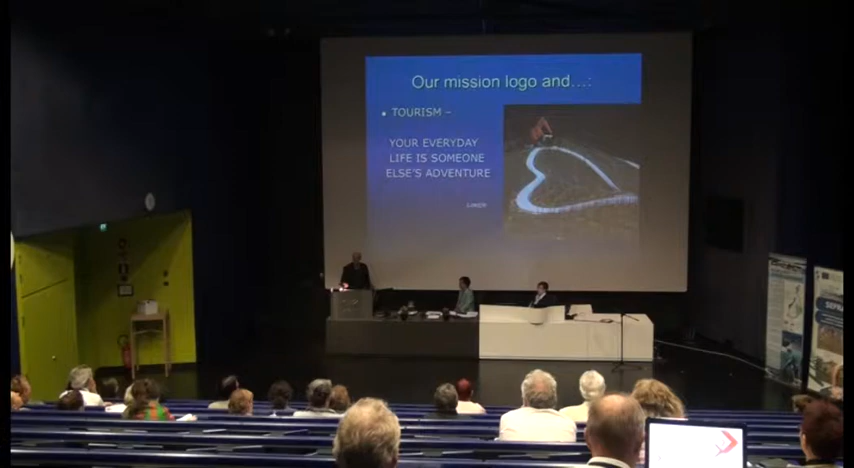 Our mission logo and....:
• TOURISM –
YOUR EVERYDAY
LIFE IS SOMEONE
ELSE'S ADVENTURE